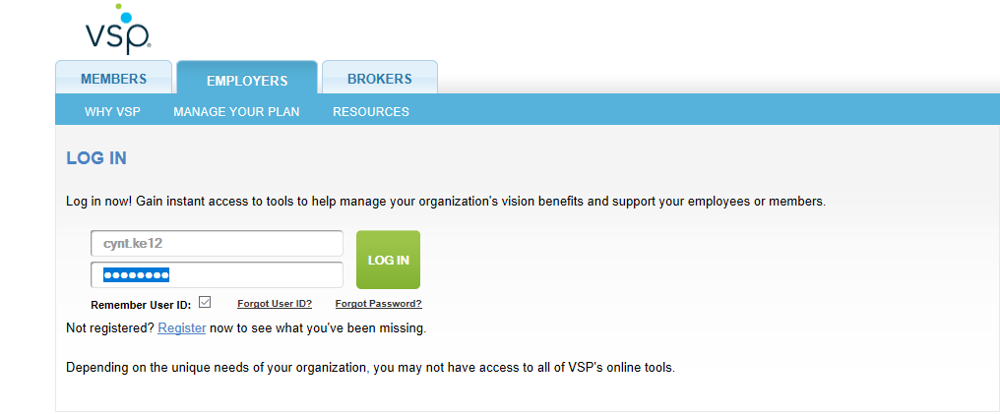 vsp
MEMBERS EMPLOYERS BROKERS
WHY VSP MANAGE YOUR PLAN RESOURCES
LOG IN
Log in now! Gain instant access to tools to help manage your organization's vision benefits and support your employees or members.
cynt.ke12
LOG IN
●●●●●●●●
Remember User ID: Forgot User ID? Forgot Password?
Not registered? Register now to see what you've been missing.
Depending on the unique needs of your organization, you may not have access to all of VSP's online tools.